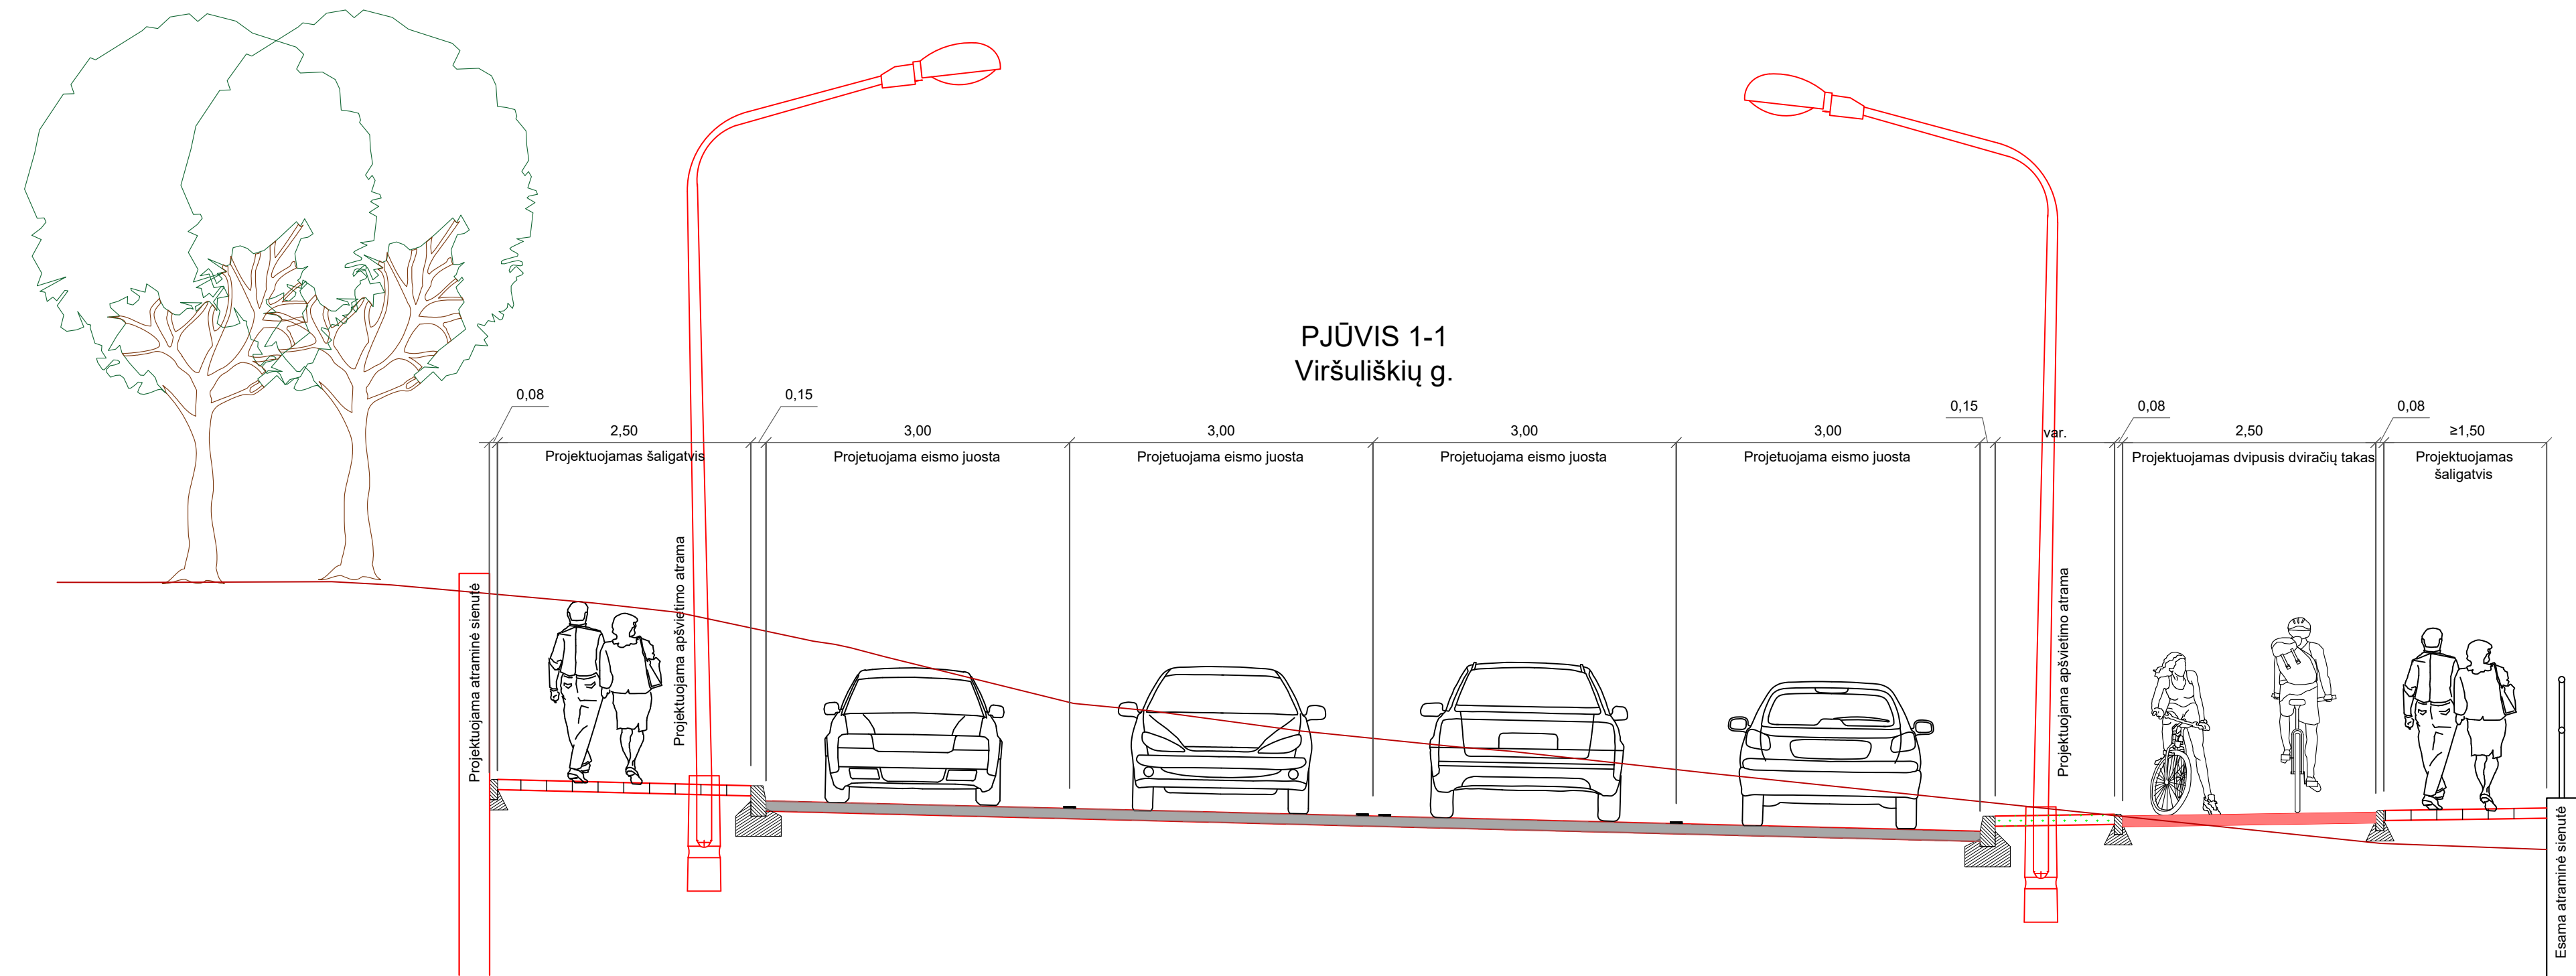 PJŪVIS 1-1
Viršuliškių g.
0,08
0,15
0,15
0,08
0,08
2,50
3,00
3,00
3,00
3,00
var.
2,50
≥1,50
Projektuojamas šaligatvis
Projetuojama eismo juosta
Projetuojama eismo juosta
Projetuojama eismo juosta
Projetuojama eismo juosta
Projektuojamas dvipusis dviračių takas
Projektuojamas
šaligatvis
Projektuojama atraminė sienutė
Projektuojama apšvietimo atrama
Projektuojama apšvietimo atrama
Esama atraminė sienutė